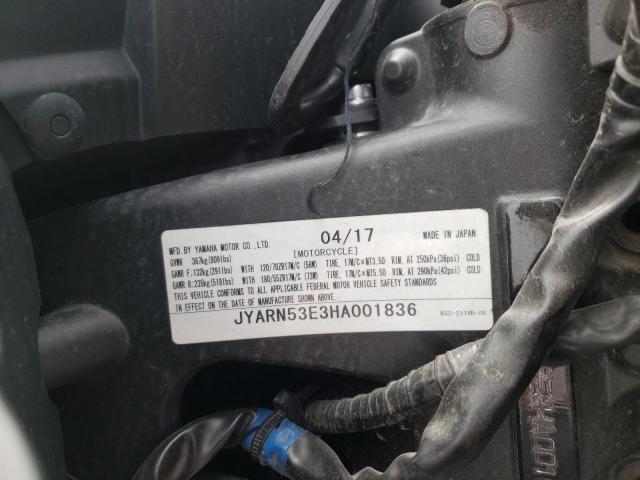 MFD.BY YAMAHA MOTOR CO.,LTD. 04/17 MADE IN JAPAN
GVWR 367kg(809lbs) [MOTORCYCLE]
GAWR F:132kg(291lbs) WITH 120/70ZR17M/C (58W) TIRE, 17M/C×MT3.50 RIM, AT 250kPa(36psi) COLD
GAWR R:235kg(518lbs) WITH 180/55ZR17M/C (73W) TIRE, 17M/C×MT5.50 RIM, AT 290kPa(42psi) COLD
THIS VEHICLE CONFORMS TO ALL APPLICABLE FEDERAL MOTOR VEHICLE SAFETY STANDARDS
IN EFFECT ON THE DATE OF MANUFACTURE SHOWN ABOVE.
JYARN53E3HA001836 BS2-2118B-00
3E3HA001